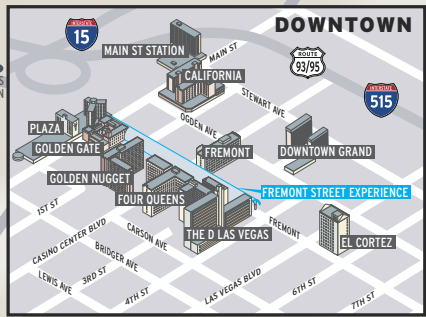 DOWNTOWN
INTERSTATE
15
MAIN ST STATION
MAIN ST
ROUTE
93/95
CALIFORNIA
INTERSTATE
515
STEWART AVE
OGDEN AVE
PLAZA
GOLDEN GATE
FREMONT
DOWNTOWN GRAND
GOLDEN NUGGET
FREMONT STREET EXPERIENCE
FOUR QUEENS
1ST ST
THE D LAS VEGAS
FREMONT
EL CORTEZ
CASINO CENTER BLVD
CARSON AVE
BRIDGER AVE
LEWIS AVE
3RD ST
4TH ST
LAS VEGAS BLVD
6TH ST
7TH ST